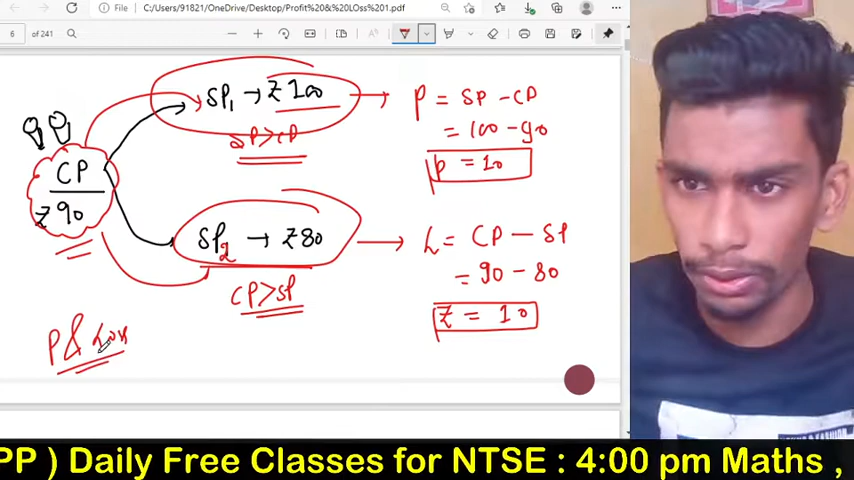 File
C:/Users/91821/OneDrive/Desktop/Profit%20&%20LOss%201.pdf
6 of 241
SP1 → ₹100
SP>CP
P = SP - CP
= 100 - 90
P = 10
CP
₹90
SP2 → ₹80
CP>SP
L = CP - SP
= 90 - 80
₹ = 10
P & Loss
PP ) Daily Free Classes for NTSE : 4:00 pm Maths ,